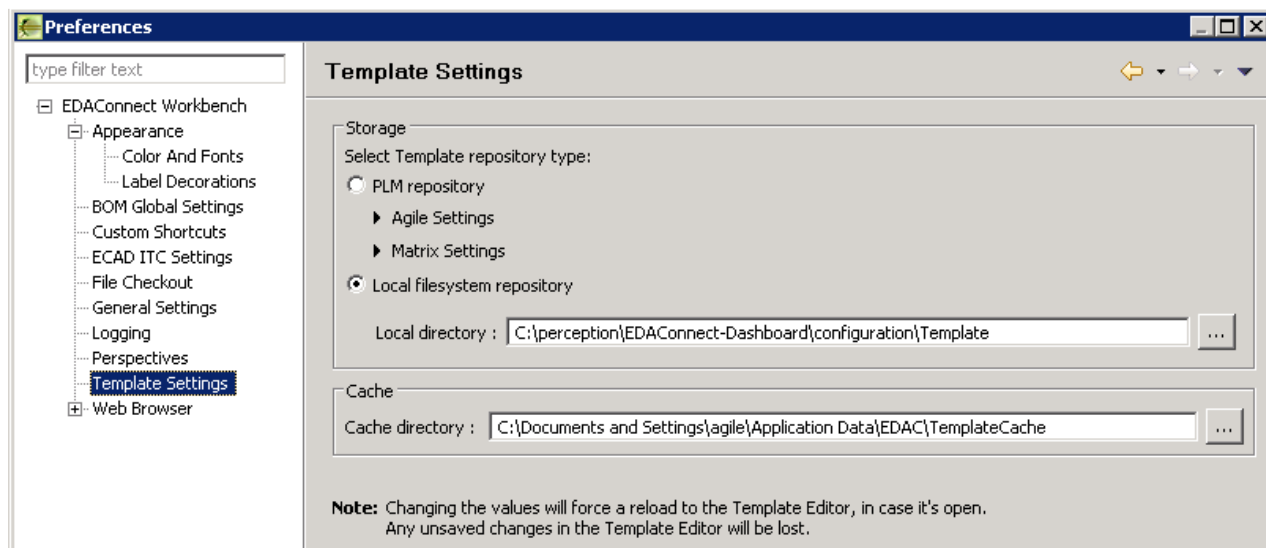 Preferences
type filter text
EDAConnect Workbench
Appearance
Color And Fonts
Label Decorations
BOM Global Settings
Custom Shortcuts
ECAD ITC Settings
File Checkout
General Settings
Logging
Perspectives
Template Settings
Web Browser
Template Settings
Storage
Select Template repository type:
PLM repository
Agile Settings
Matrix Settings
Local filesystem repository
Local directory : C:\perception\EDAConnect-Dashboard\configuration\Template ...
Cache
Cache directory : C:\Documents and Settings\agile\Application Data\EDAC\TemplateCache ...
Note: Changing the values will force a reload to the Template Editor, in case it's open.
Any unsaved changes in the Template Editor will be lost.